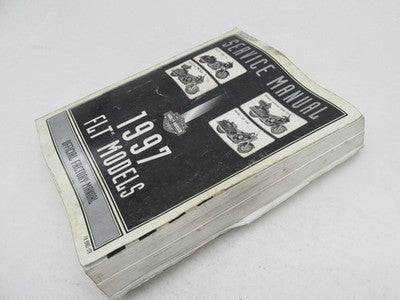 SERVICE MANUAL
1997
FLT® MODELS
OFFICIAL FACTORY MANUAL